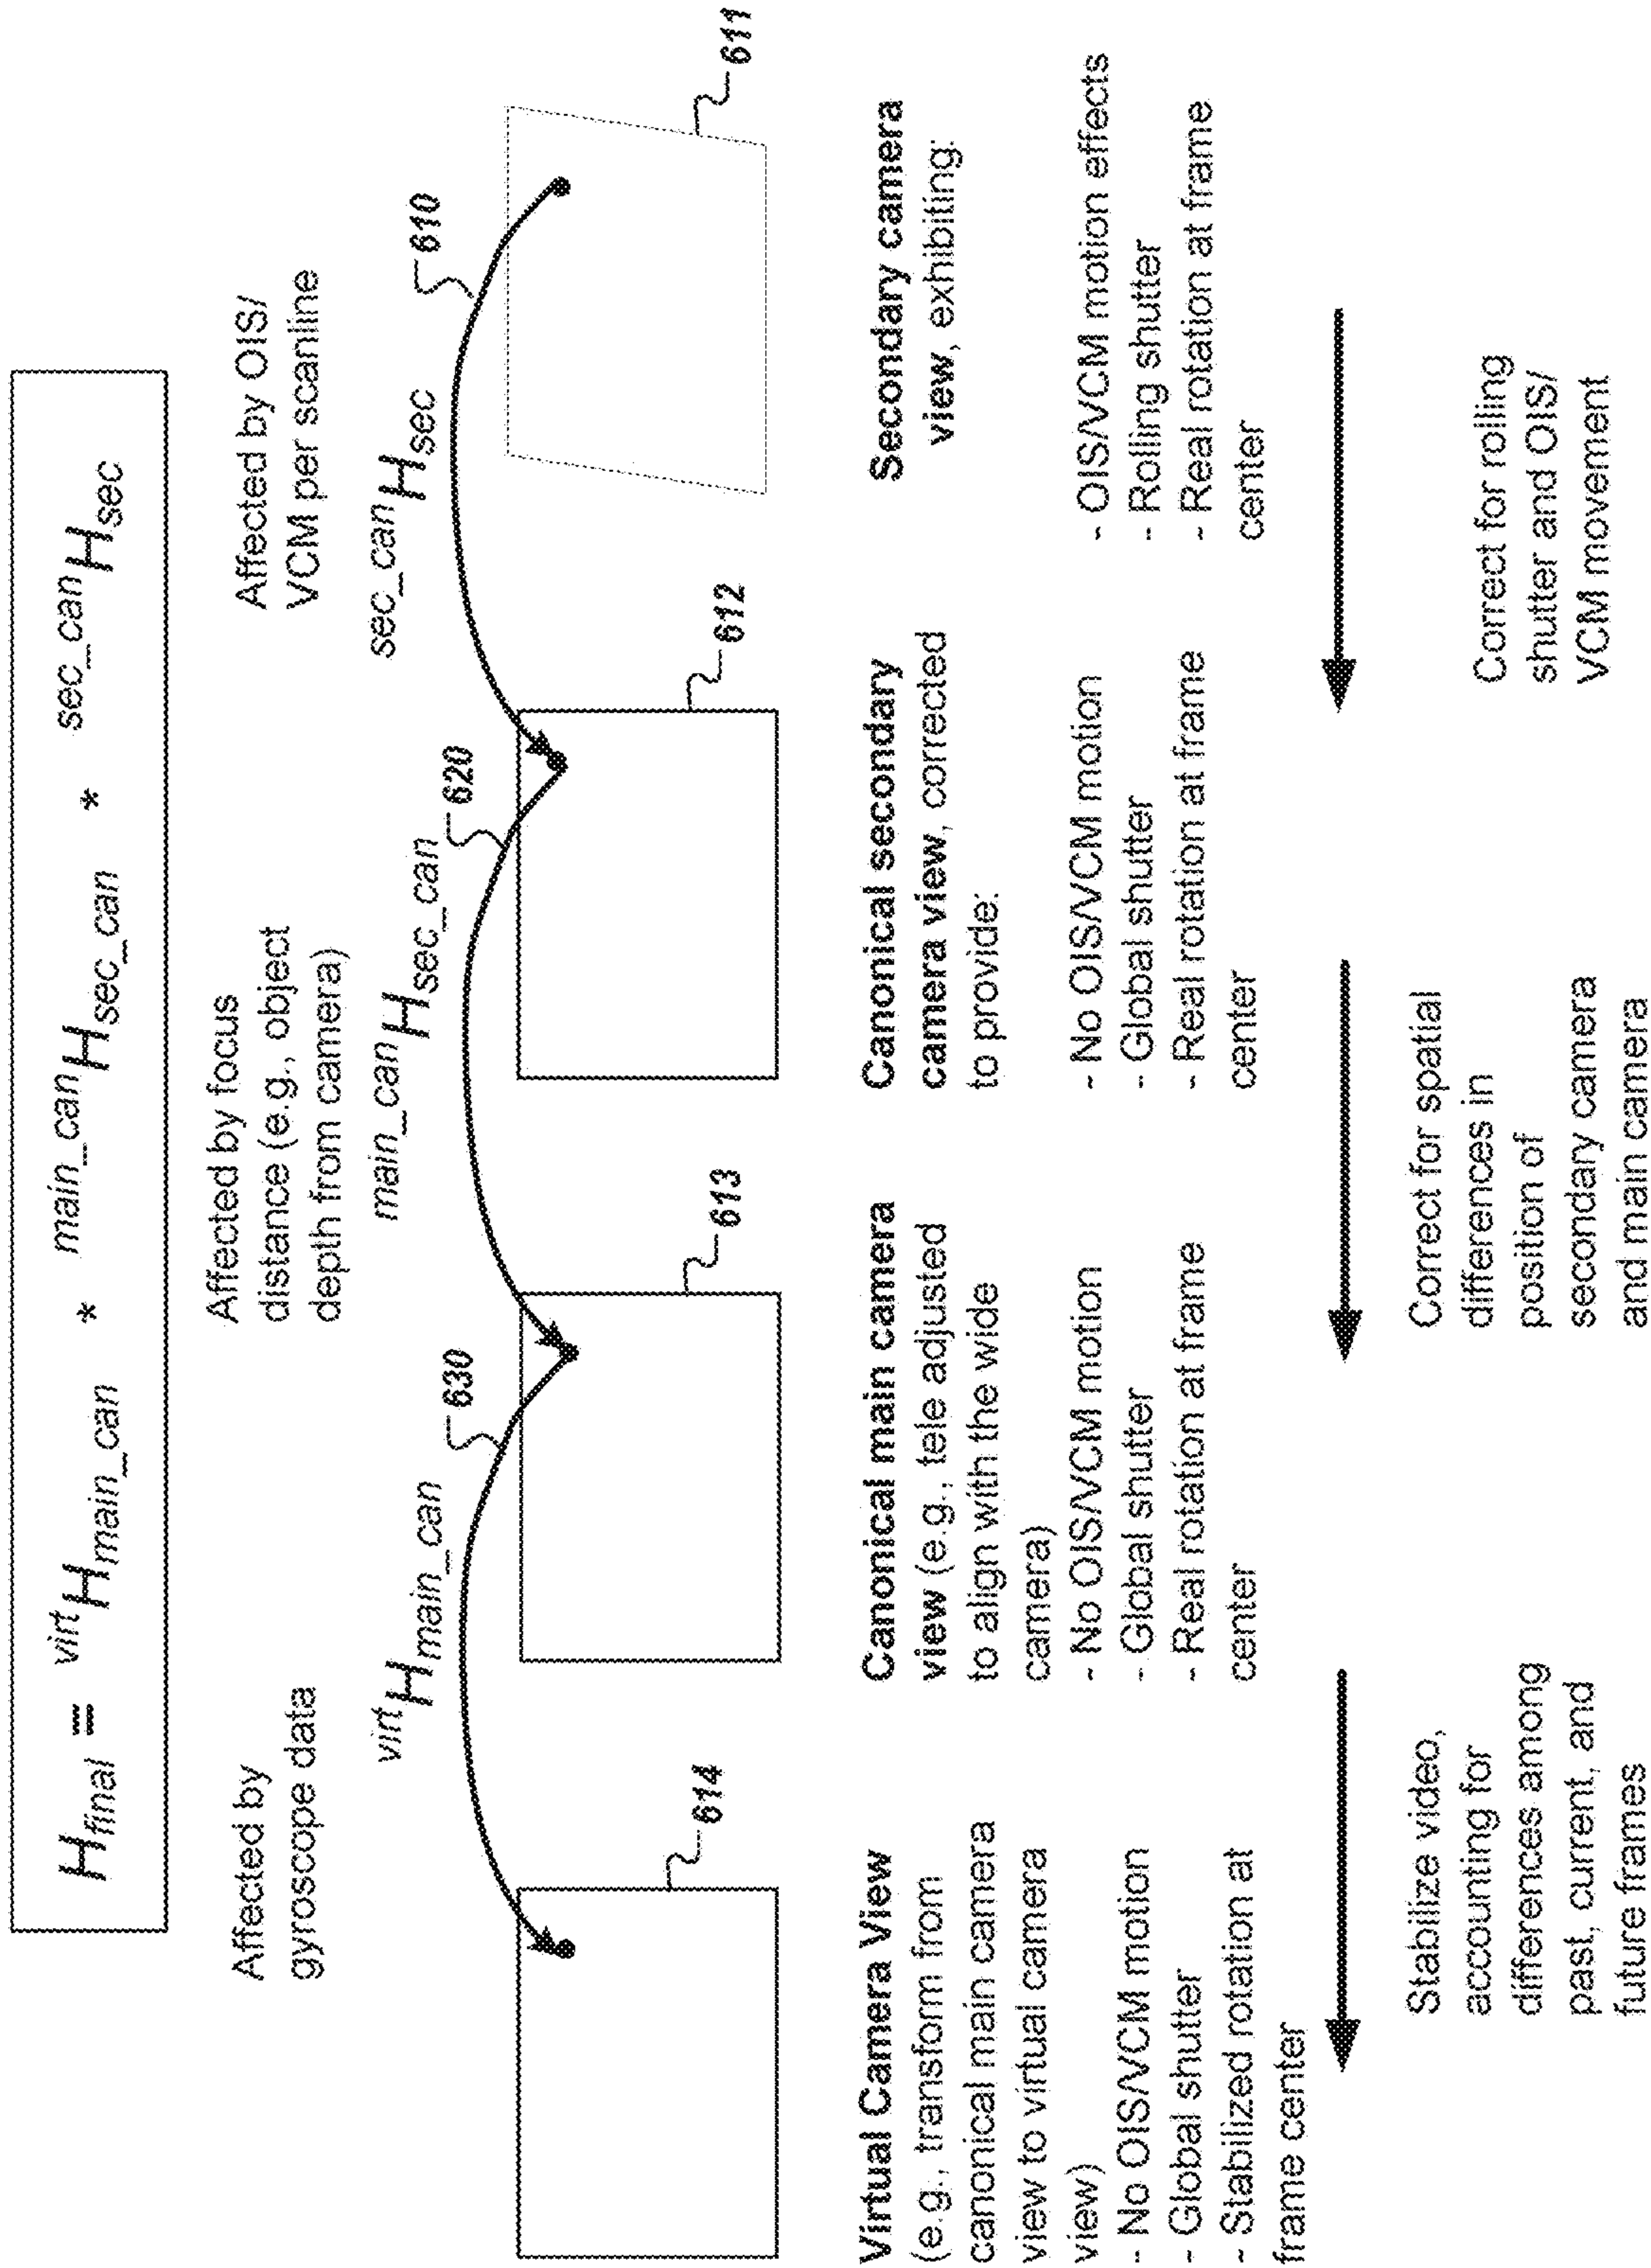 H_final = ^virt H_main_can * ^main_can H_sec_can * ^sec_can H_sec
Affected by
gyroscope data
Affected by focus
distance (e.g., object
depth from camera)
Affected by OIS/
VCM per scanline
^virt H_main_can
630
^main_can H_sec_can
620
^sec_can H_sec
610
614
613
612
611
Virtual Camera View
(e.g., transform from
canonical main camera
view to virtual camera
view)
- No OIS/VCM motion
- Global shutter
- Stabilized rotation at
frame center
Canonical main camera
view (e.g., tele adjusted
to align with the wide
camera)
- No OIS/VCM motion
- Global shutter
- Real rotation at frame
center
Canonical secondary
camera view, corrected
to provide:
- No OIS/VCM motion
- Global shutter
- Real rotation at frame
center
Secondary camera
view, exhibiting:
- OIS/VCM motion effects
- Rolling shutter
- Real rotation at frame
center
Stabilize video,
accounting for
differences among
past, current, and
future frames
Correct for spatial
differences in
position of
secondary camera
and main camera
Correct for rolling
shutter and OIS/
VCM movement